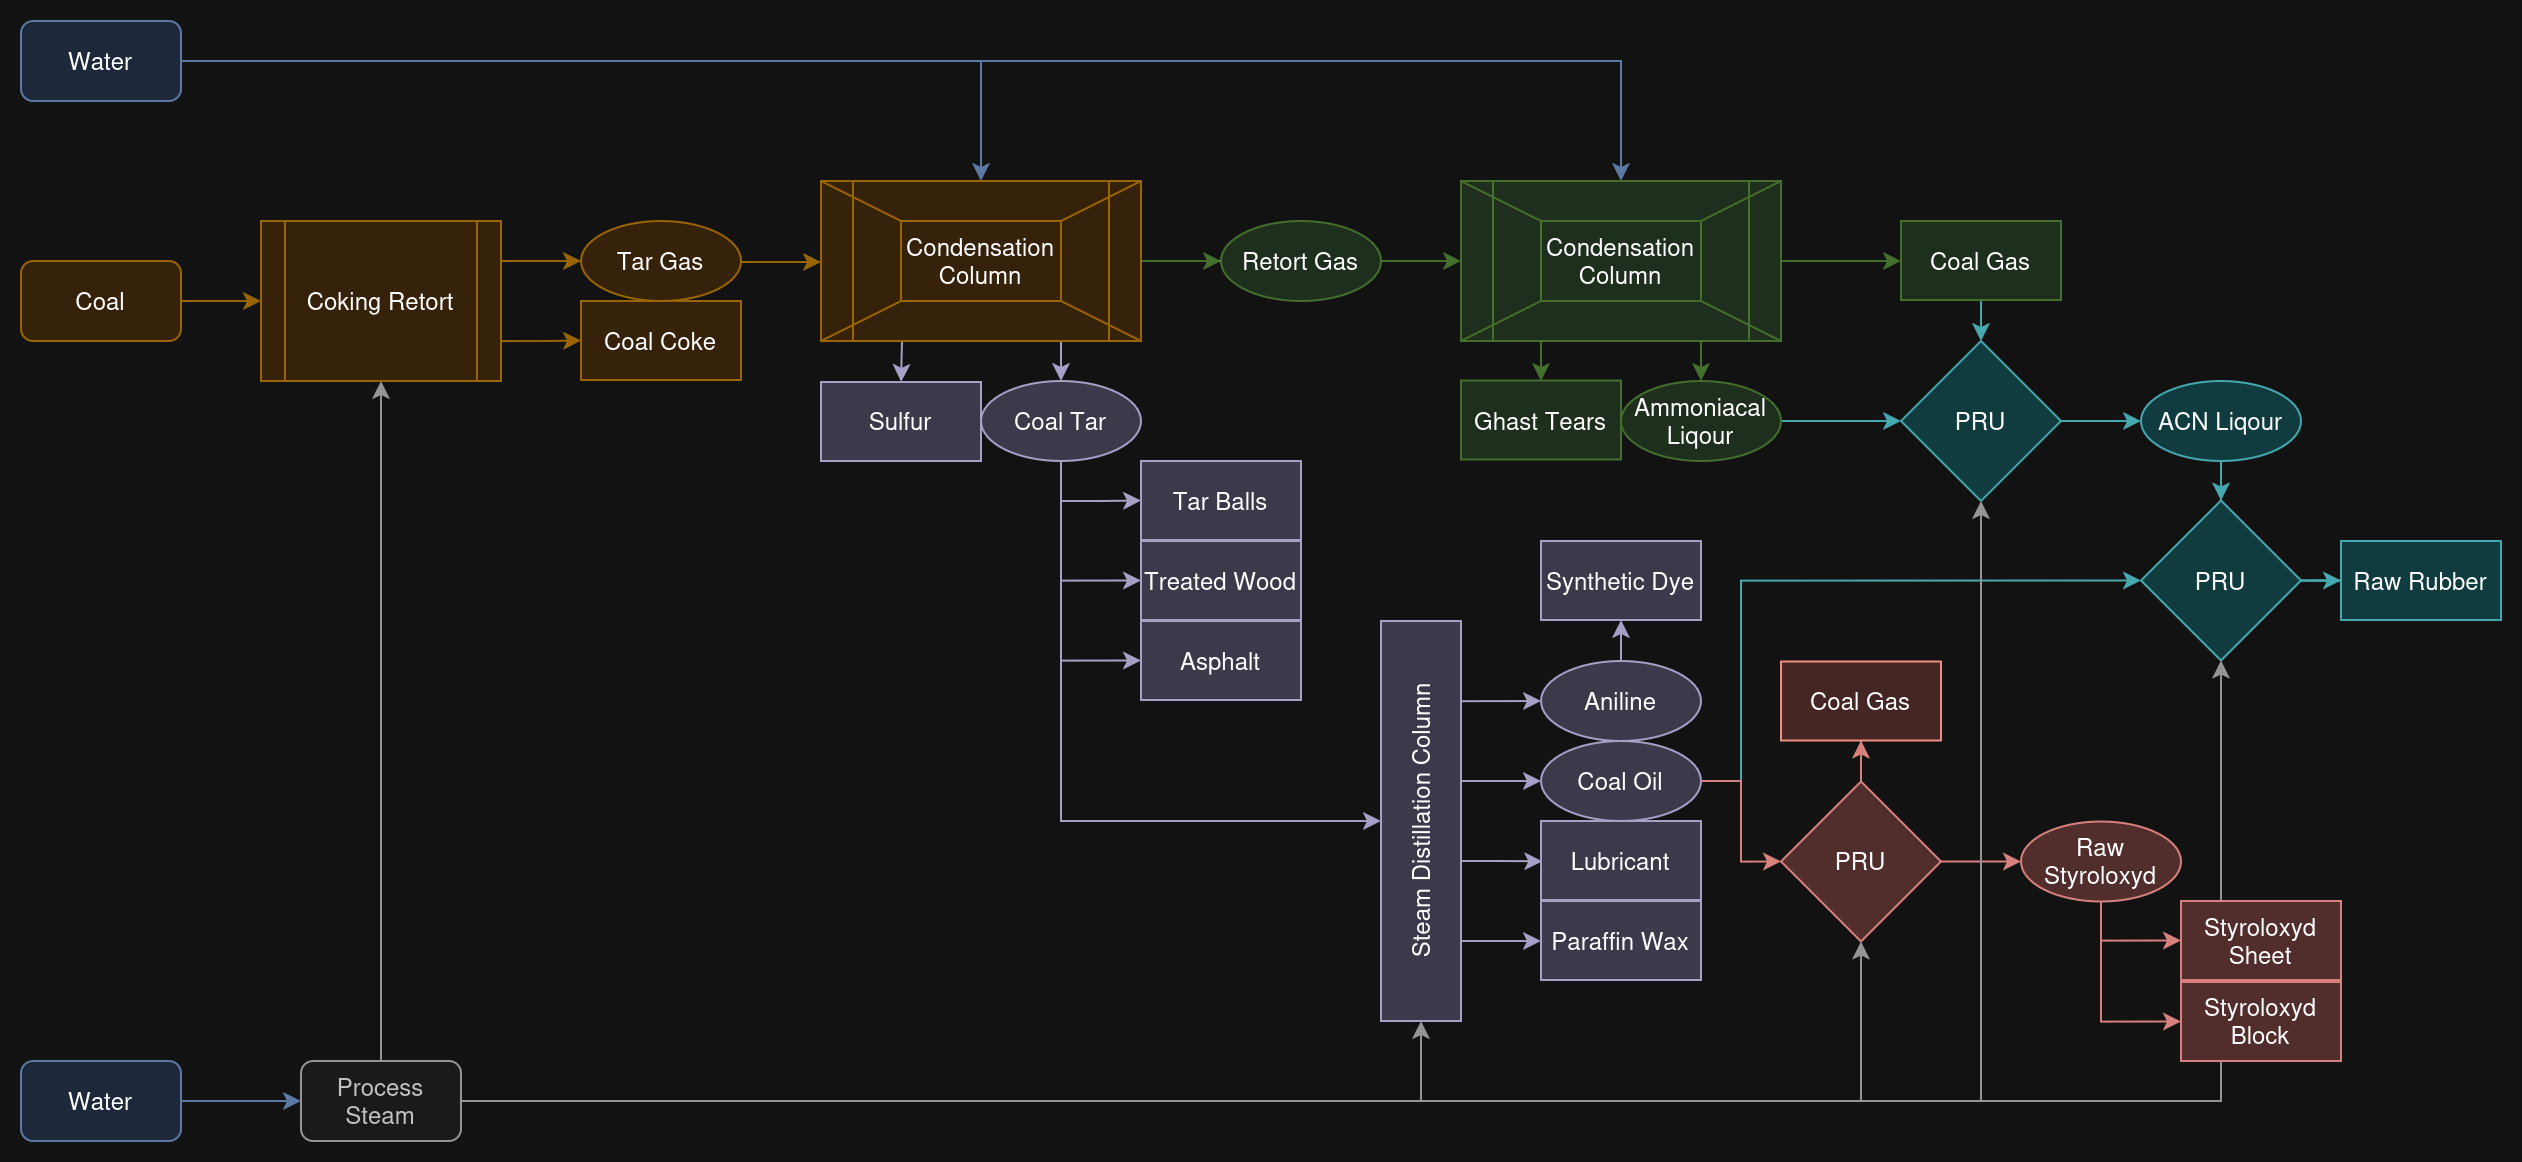 Water
Coal
Coking Retort
Tar Gas
Coal Coke
Condensation
Column
Retort Gas
Condensation
Column
Coal Gas
Sulfur
Coal Tar
Ghast Tears
Ammoniacal
Liqour
PRU
ACN Liqour
Tar Balls
Treated Wood
Asphalt
Synthetic Dye
PRU
Raw Rubber
Steam Distillation Column
Aniline
Coal Oil
Lubricant
Paraffin Wax
Coal Gas
PRU
Raw
Styroloxyd
Styroloxyd
Sheet
Styroloxyd
Block
Water
Process
Steam